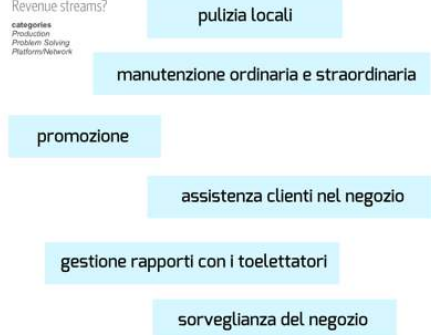 Revenue streams?
pulizia locali
categories
Production
Problem Solving
Platform/Network
manutenzione ordinaria e straordinaria
promozione
assistenza clienti nel negozio
gestione rapporti con i toelettatori
sorveglianza del negozio